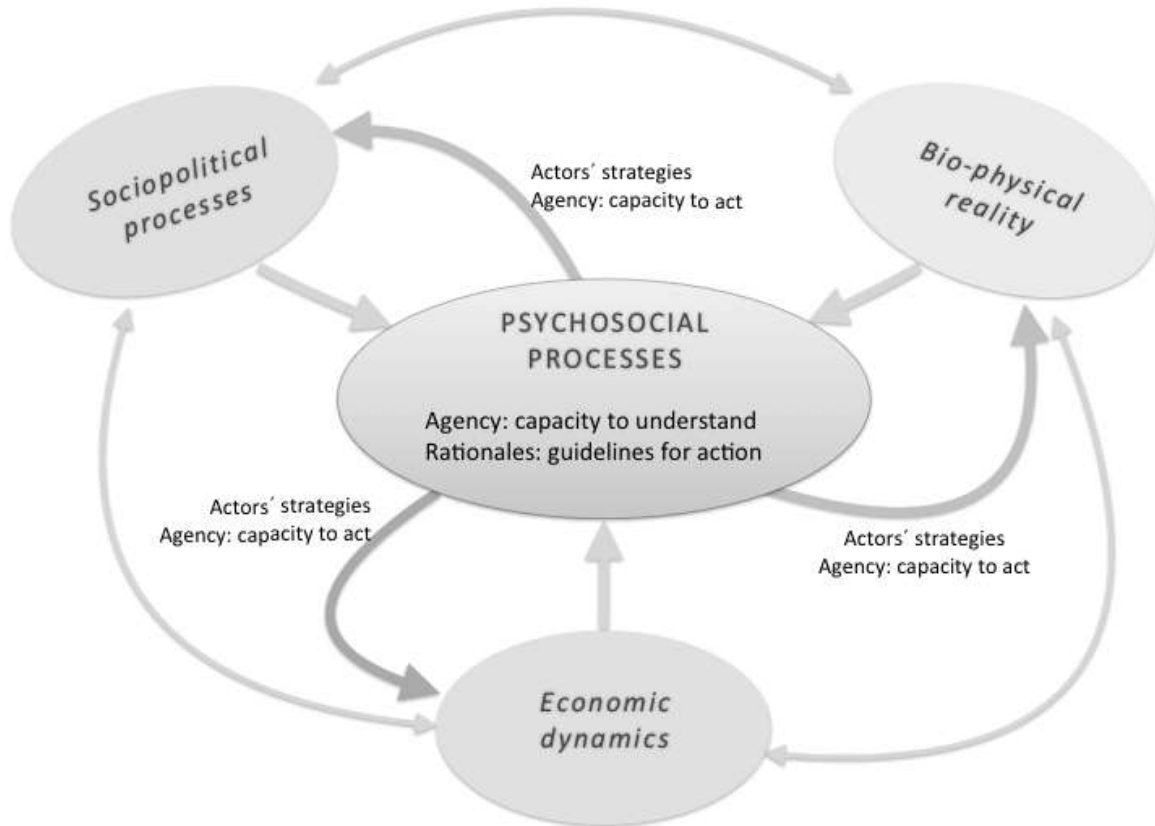 Sociopolitical
processes
Bio-physical
reality
Actors´ strategies
Agency: capacity to act
PSYCHOSOCIAL
PROCESSES
Agency: capacity to understand
Rationales: guidelines for action
Actors´ strategies
Agency: capacity to act
Actors´ strategies
Agency: capacity to act
Economic
dynamics